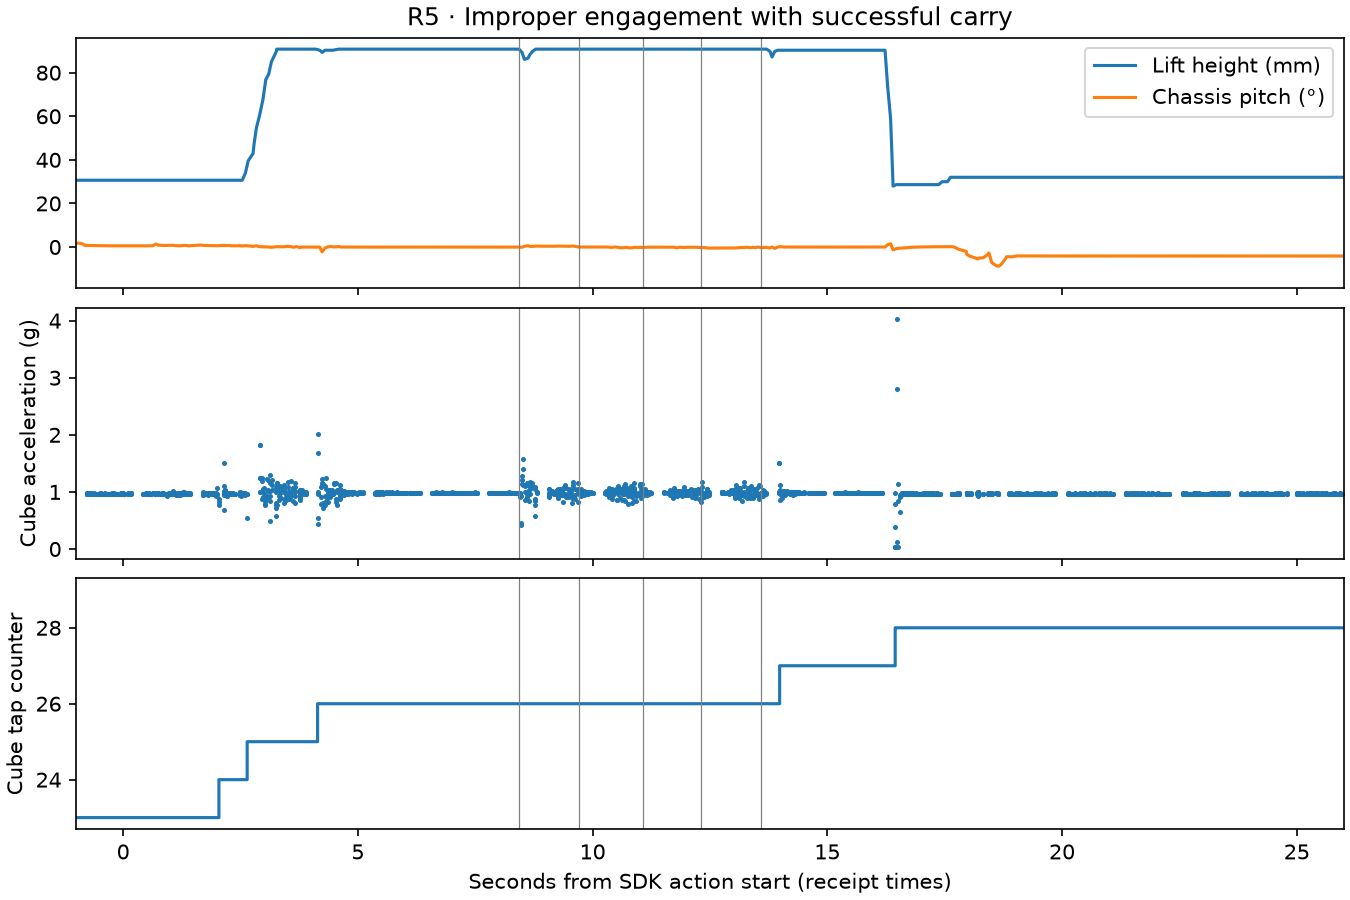 R5 · Improper engagement with successful carry
Lift height (mm)
Chassis pitch (°)
80
60
40
20
0
Cube acceleration (g)
4
3
2
1
0
Cube tap counter
28
26
24
0 5 10 15 20 25
Seconds from SDK action start (receipt times)